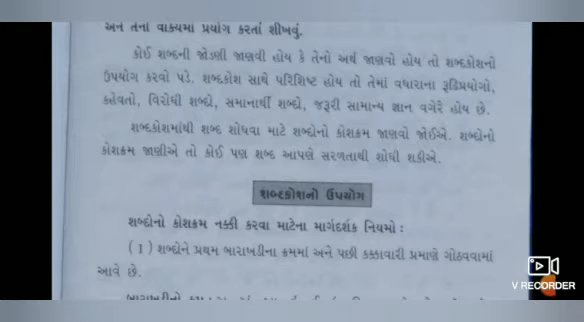 અને તેના વાક્યમાં પ્રયોગ કરતાં શીખવું.
કોઈ શબ્દની જોડણી જાણવી હોય કે તેનો અર્થ જાણવો હોય તો શબ્દકોશનો
ઉપયોગ કરવો પડે. શબ્દકોશ સાથે પરિશિષ્ટ હોય તો તેમાં વધારાના રૂઢિપ્રયોગો,
કહેવતો, વિરોધી શબ્દો, સમાનાર્થી શબ્દો, જરૂરી સામાન્ય જ્ઞાન વગેરે હોય છે.
શબ્દકોશમાંથી શબ્દ શોધવા માટે શબ્દોનો કોશક્રમ જાણવો જોઈએ. શબ્દોનો
કોશક્રમ જાણીએ તો કોઈ પણ શબ્દ આપણે સરળતાથી શોધી શકીએ.
શબ્દકોશનો ઉપયોગ
શબ્દોનો કોશક્રમ નક્કી કરવા માટેના માર્ગદર્શક નિયમો :
(1) શબ્દોને પ્રથમ બારાખડીના ક્રમમાં અને પછી કક્કાવારી પ્રમાણે ગોઠવવામાં
આવે છે.
બારાખડીનો ક્રમ :
V RECORDER